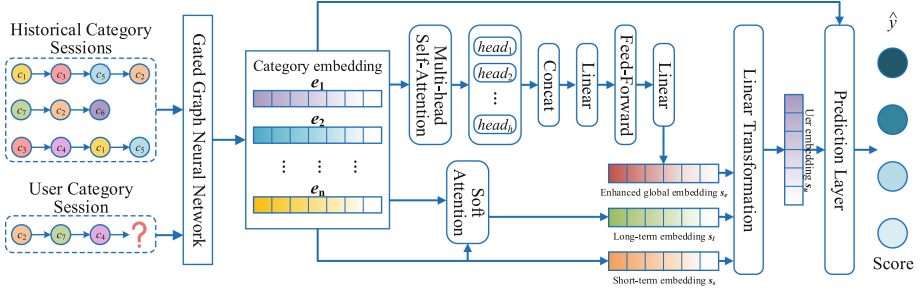 Historical Category
Sessions
c1 c3 c5 c2
c7 c2 c6
c3 c4 c1 c5
User Category
Session
c2 c7 c4 ?
Gated Graph Neural Network
Category embedding
e1
e2
⋮ ⋮ ⋮
en
Multi-head
Self-Attention
head1
head2
...
headh
Concat
Linear
Feed-Forward
Linear
Soft
Attention
Enhanced global embedding se
Long-term embedding sl
Short-term embedding ss
Linear Transformation
Uer embedding su
Prediction Layer
ŷ
Score